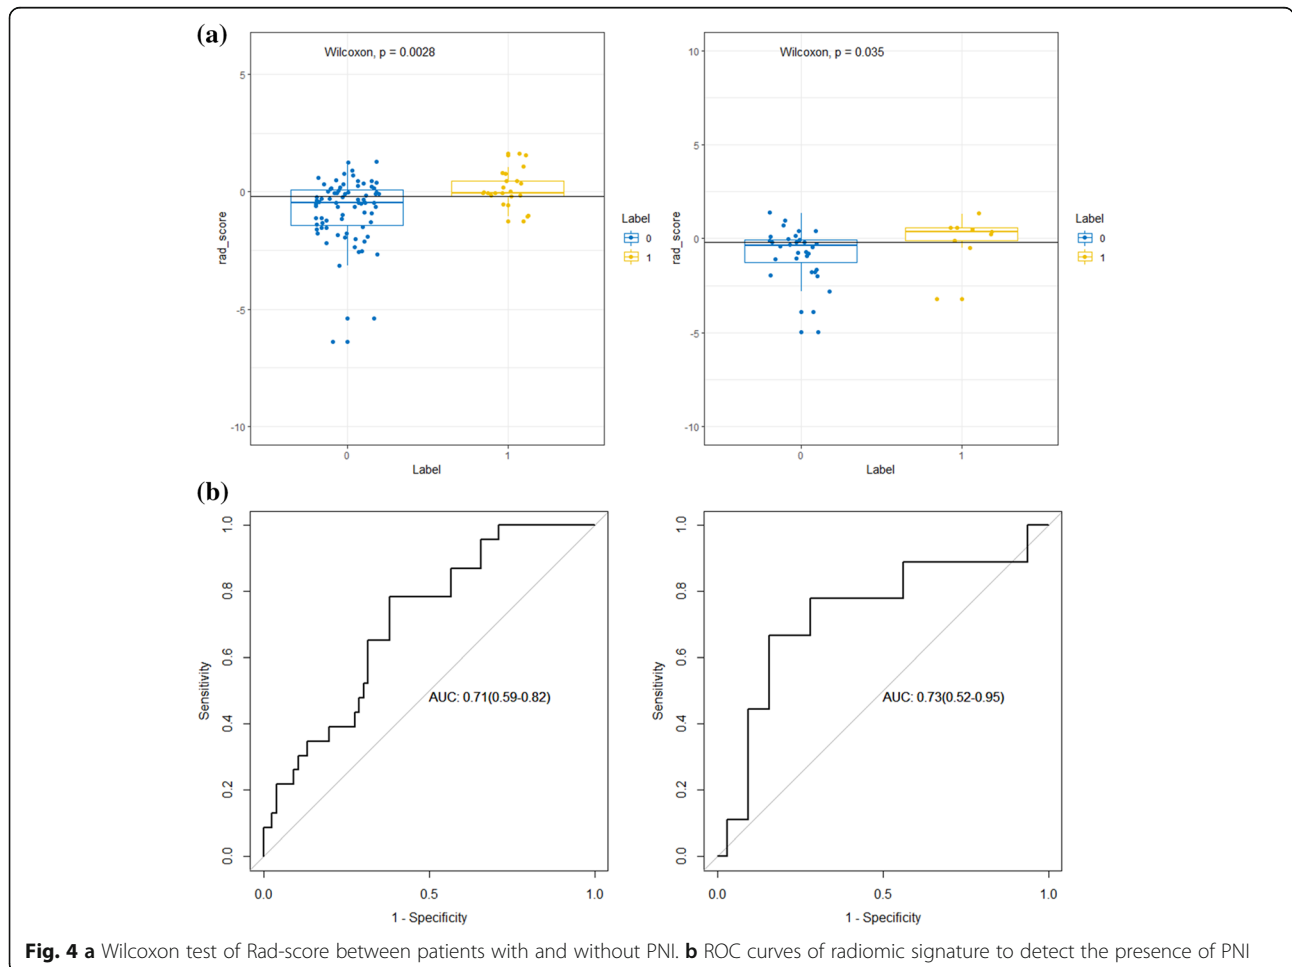 (a)
Wilcoxon, p = 0.0028
5
0
-5
-10
rad_score
0
1
Label
Label
0
1
Wilcoxon, p = 0.035
10
5
0
-5
-10
rad_score
0
1
Label
Label
0
1
(b)
1.0
0.8
0.6
0.4
0.2
0.0
Sensitivity
AUC: 0.71(0.59-0.82)
0.0
0.5
1.0
1 - Specificity
1.0
0.8
0.6
0.4
0.2
0.0
Sensitivity
AUC: 0.73(0.52-0.95)
0.0
0.5
1.0
1 - Specificity
Fig. 4 a Wilcoxon test of Rad-score between patients with and without PNI. b ROC curves of radiomic signature to detect the presence of PNI